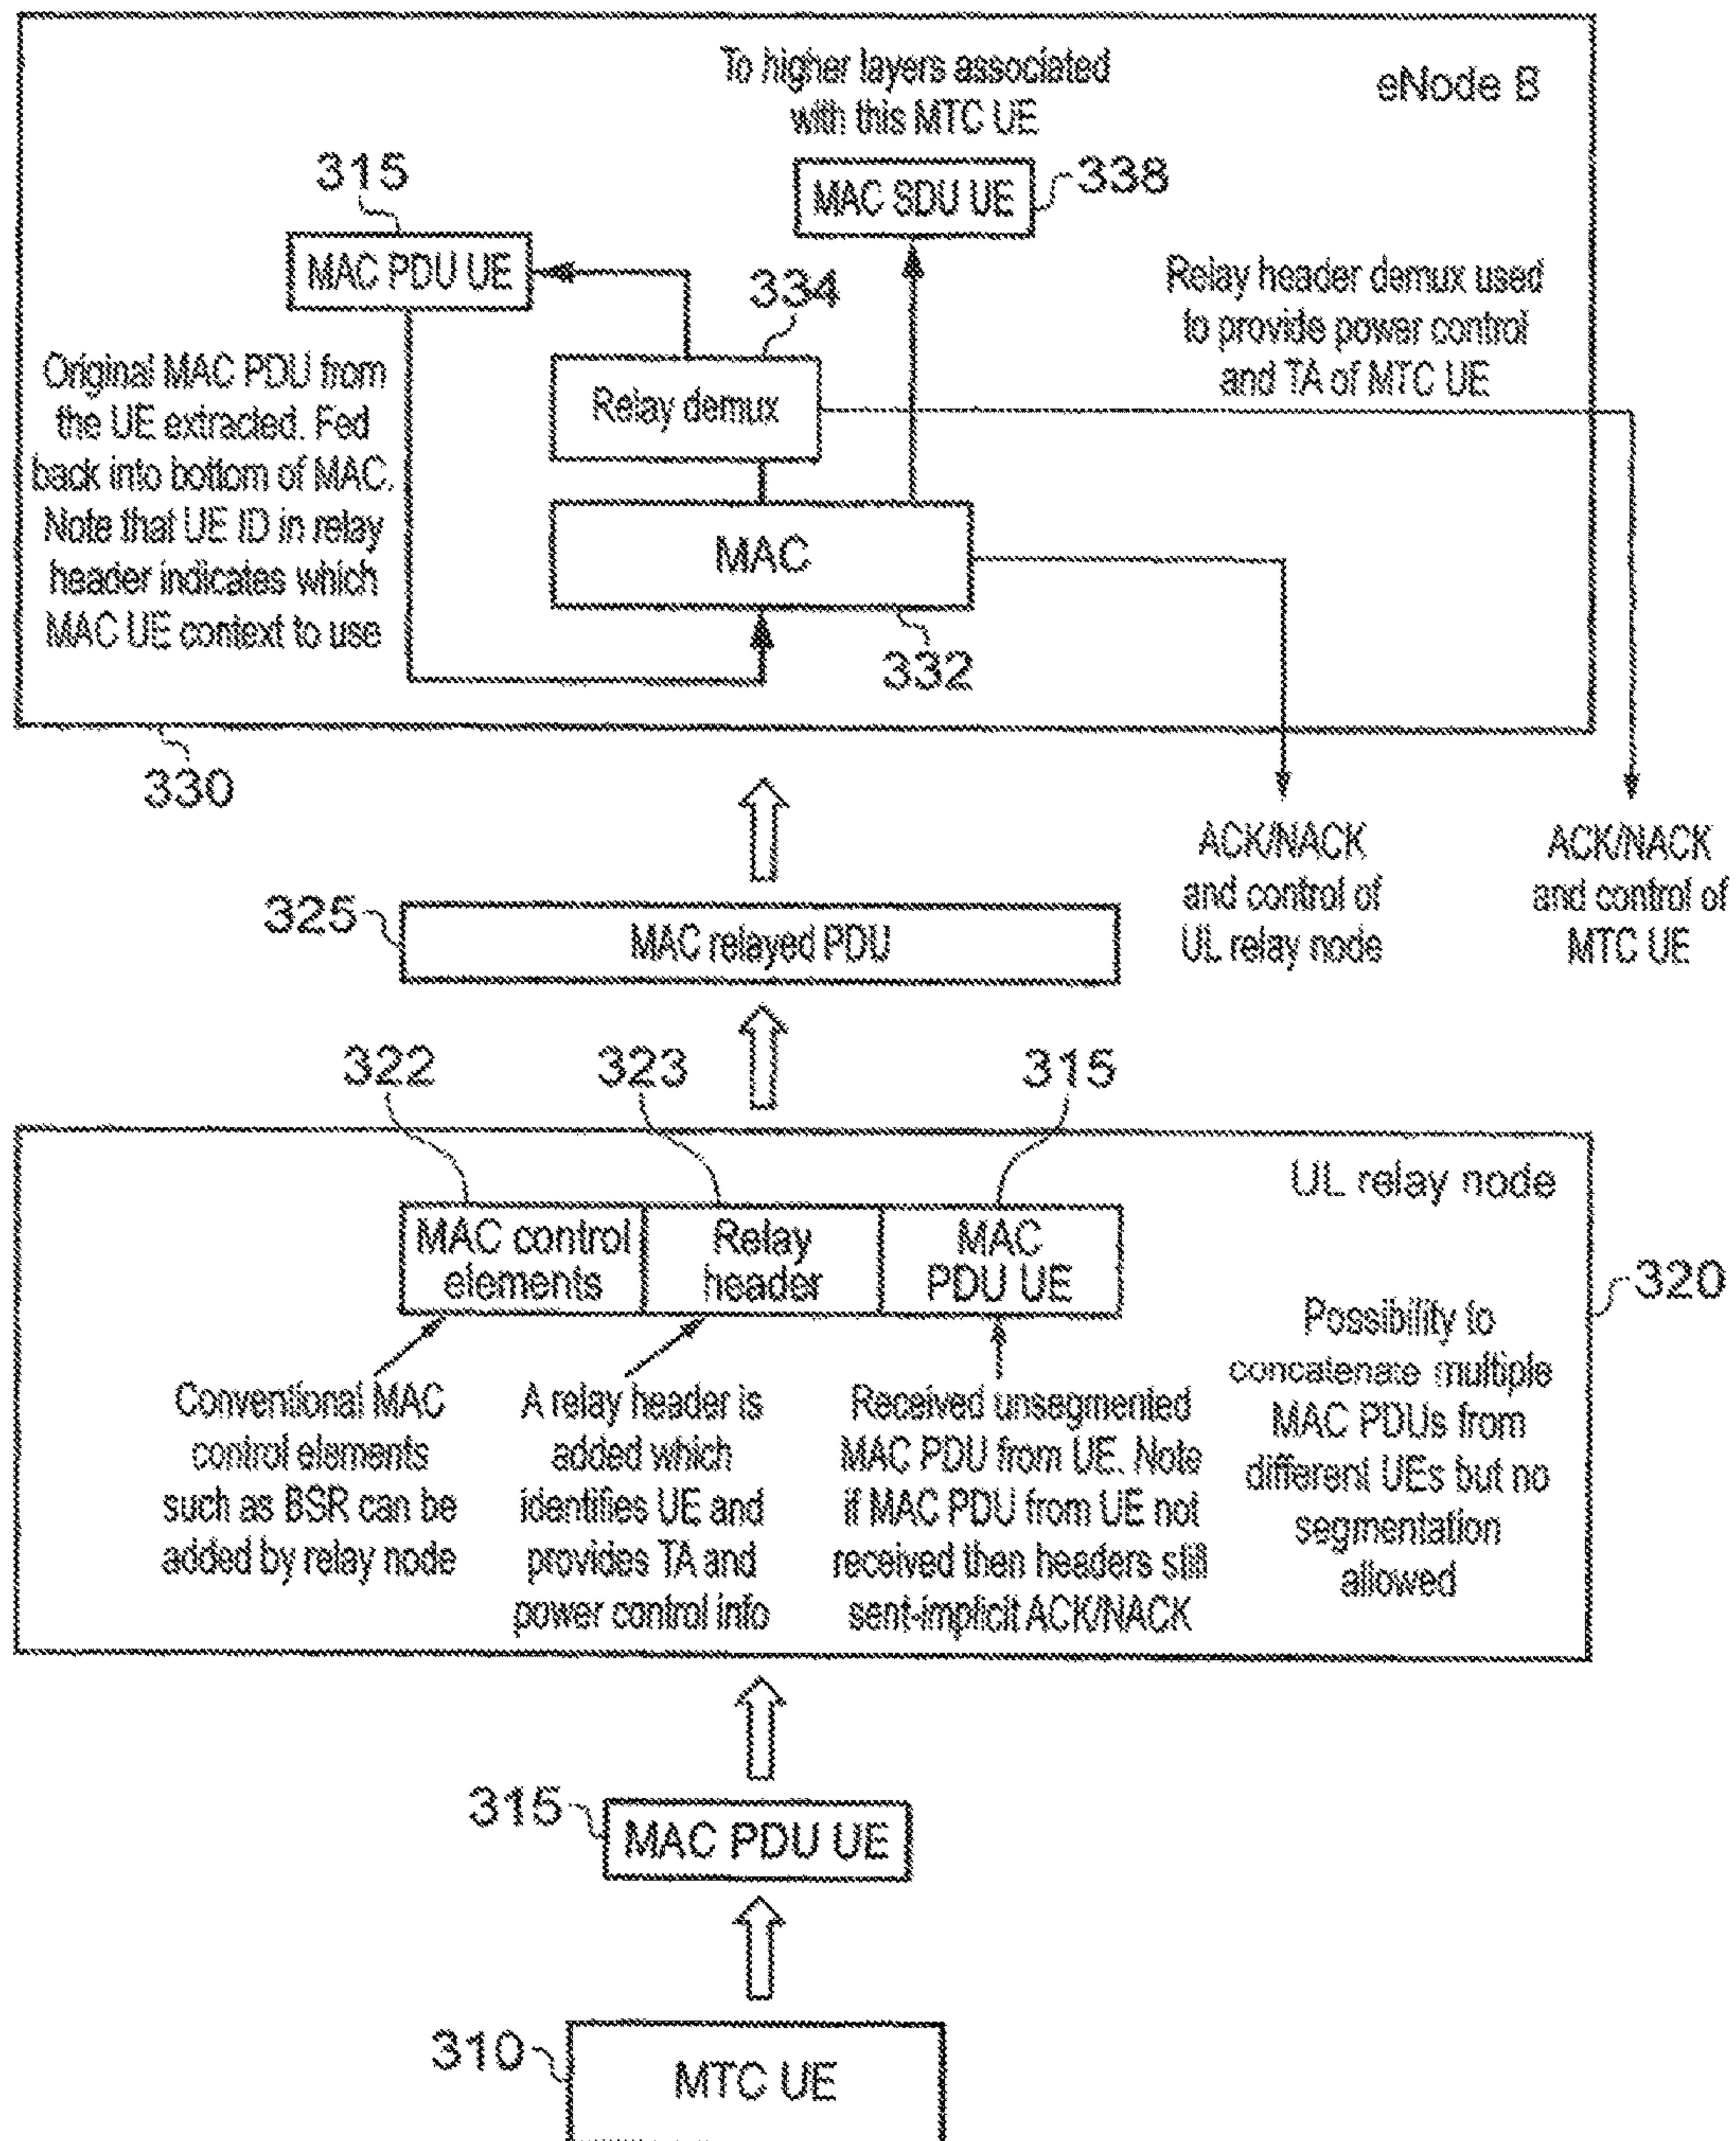 To higher layers associated
with this MTC UE
eNode B
315
MAC SDU UE
338
MAC PDU UE
334
Relay header demux used
to provide power control
and TA of MTC UE
Original MAC PDU from
the UE extracted. Fed
back into bottom of MAC.
Note that UE ID in relay
header indicates which
MAC UE context to use
Relay demux
MAC
332
330
ACK/NACK
and control of
UL relay node
ACK/NACK
and control of
MTC UE
325
MAC relayed PDU
322
323
315
UL relay node
MAC control
elements
Relay
header
MAC
PDU UE
320
Conventional MAC
control elements
such as BSR can be
added by relay node
A relay header is
added which
identifies UE and
provides TA and
power control info
Received unsegmented
MAC PDU from UE. Note
if MAC PDU from UE not
received then headers still
sent-implicit ACK/NACK
Possibility to
concatenate multiple
MAC PDUs from
different UEs but no
segmentation
allowed
315
MAC PDU UE
310
MTC UE